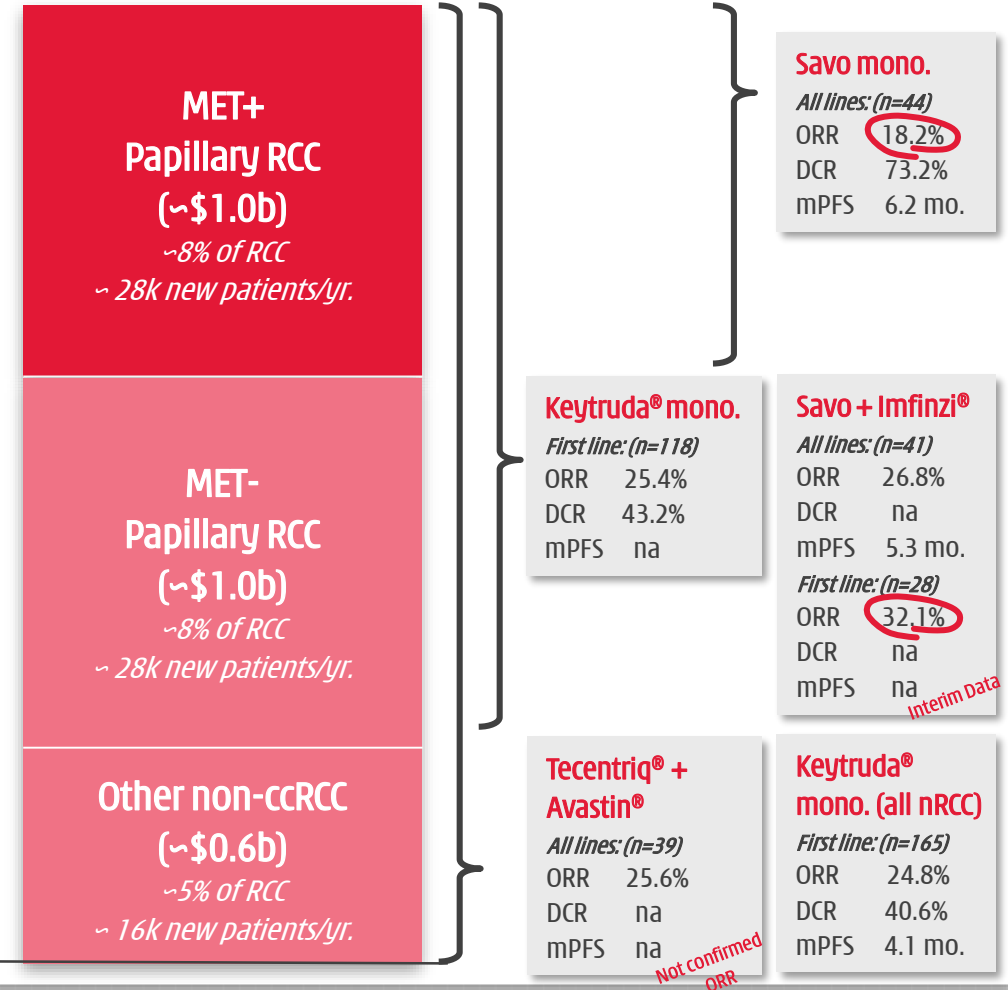 MET+
Papillary RCC
(~$1.0b)
~8% of RCC
~ 28k new patients/yr.
MET-
Papillary RCC
(~$1.0b)
~8% of RCC
~ 28k new patients/yr.
Other non-ccRCC
(~$0.6b)
~5% of RCC
~ 16k new patients/yr.
Savo mono.
All lines: (n=44)
ORR 18.2%
DCR 73.2%
mPFS 6.2 mo.
Keytruda® mono.
First line: (n=118)
ORR 25.4%
DCR 43.2%
mPFS na
Savo + Imfinzi®
All lines: (n=41)
ORR 26.8%
DCR na
mPFS 5.3 mo.
First line: (n=28)
ORR 32.1%
DCR na
mPFS na
Interim Data
Tecentriq® +
Avastin®
All lines: (n=39)
ORR 25.6%
DCR na
mPFS na
Not confirmed
ORR
Keytruda®
mono. (all nRCC)
First line: (n=165)
ORR 24.8%
DCR 40.6%
mPFS 4.1 mo.